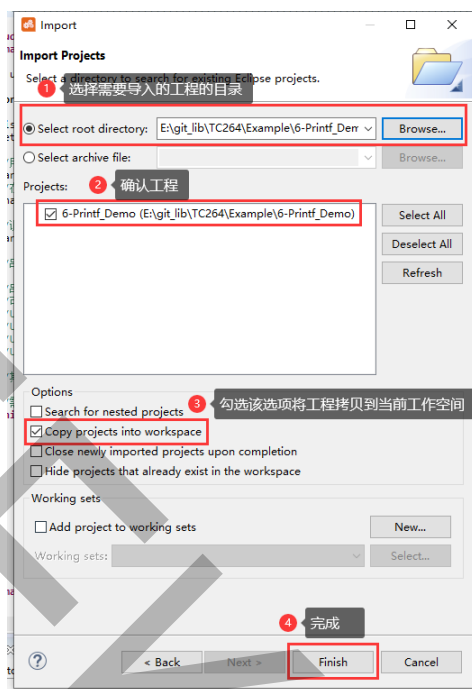 Import
Import Projects
Select a directory to search for existing Eclipse projects.
1 选择需要导入的工程的目录
Select root directory: E:\git_lib\TC264\Example\6-Printf_Dem Browse...
Select archive file: Browse...
Projects: 2 确认工程
6-Printf_Demo (E:\git_lib\TC264\Example\6-Printf_Demo) Select All
Deselect All
Refresh
Options
Search for nested projects 3 勾选该选项将工程拷贝到当前工作空间
Copy projects into workspace
Close newly imported projects upon completion
Hide projects that already exist in the workspace
Working sets
Add project to working sets New...
Working sets: Select...
4 完成
? < Back Next > Finish Cancel